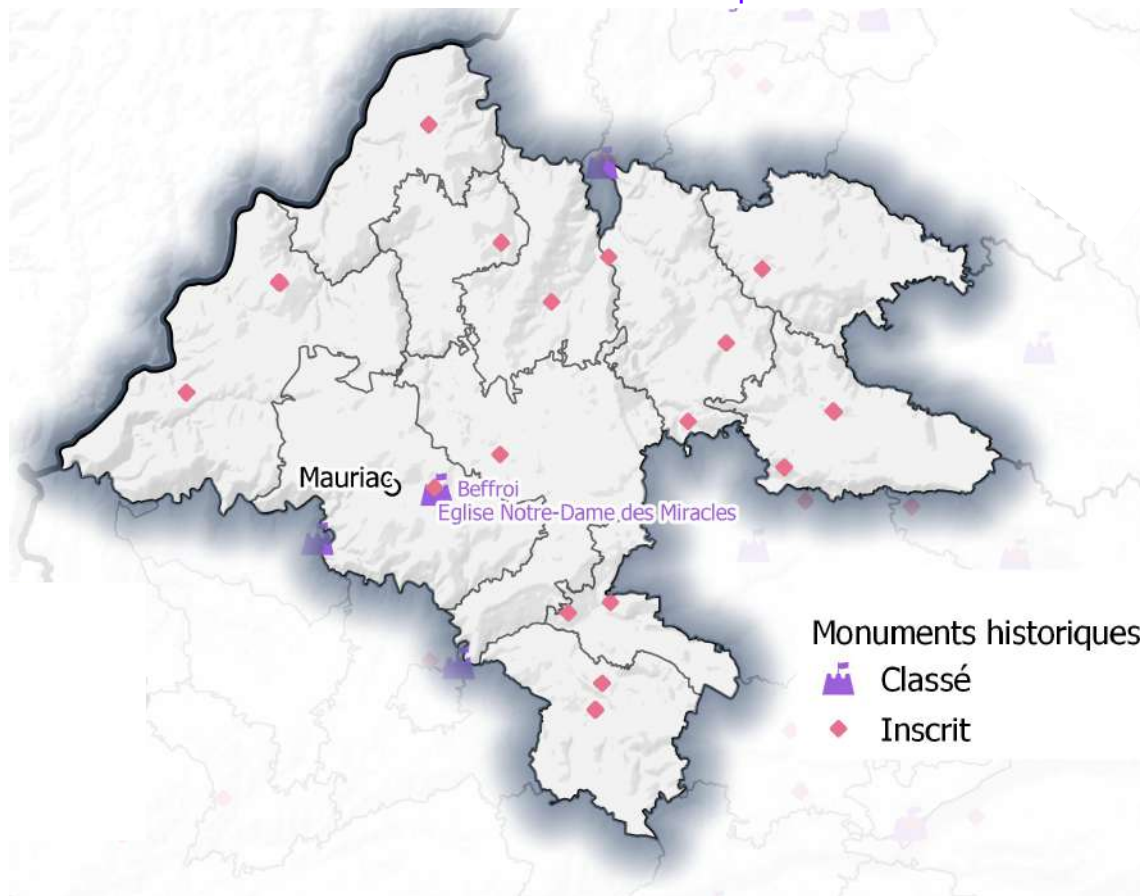 Mauriac
Beffroi
Eglise Notre-Dame des Miracles
Monuments historiques
Classé
Inscrit